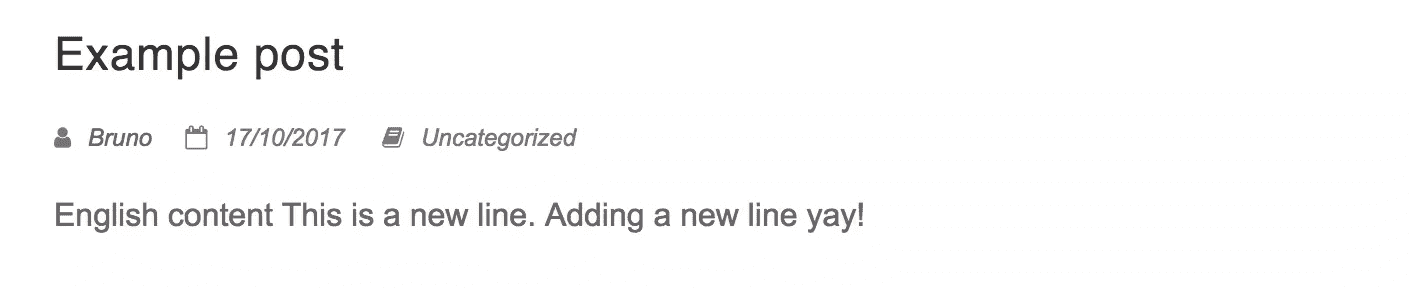 Example post
Bruno 17/10/2017 Uncategorized
English content This is a new line. Adding a new line yay!